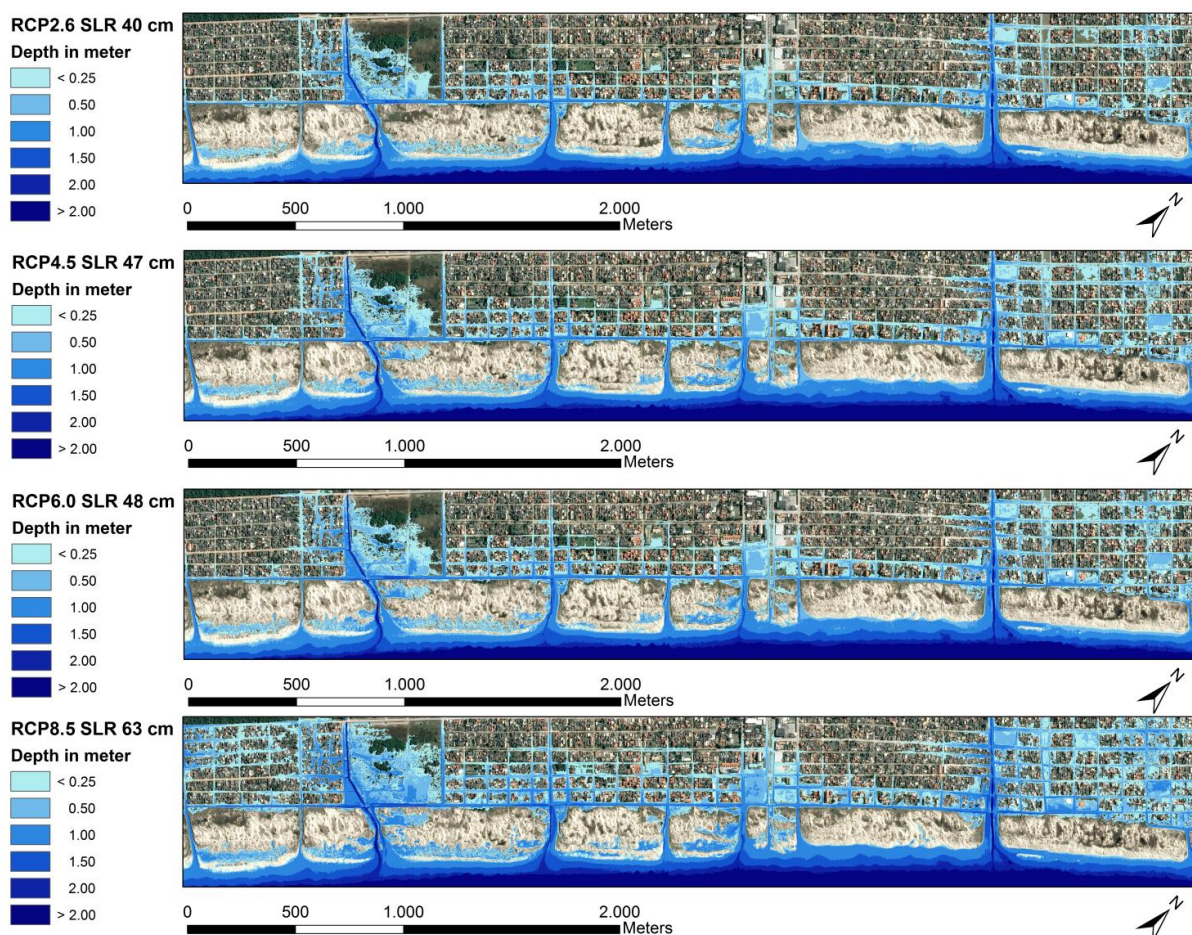 RCP2.6 SLR 40 cm
Depth in meter
< 0.25
0.50
1.00
1.50
2.00
> 2.00
0 500 1.000 2.000
Meters
N
RCP4.5 SLR 47 cm
Depth in meter
< 0.25
0.50
1.00
1.50
2.00
> 2.00
0 500 1.000 2.000
Meters
N
RCP6.0 SLR 48 cm
Depth in meter
< 0.25
0.50
1.00
1.50
2.00
> 2.00
0 500 1.000 2.000
Meters
N
RCP8.5 SLR 63 cm
Depth in meter
< 0.25
0.50
1.00
1.50
2.00
> 2.00
0 500 1.000 2.000
Meters
N